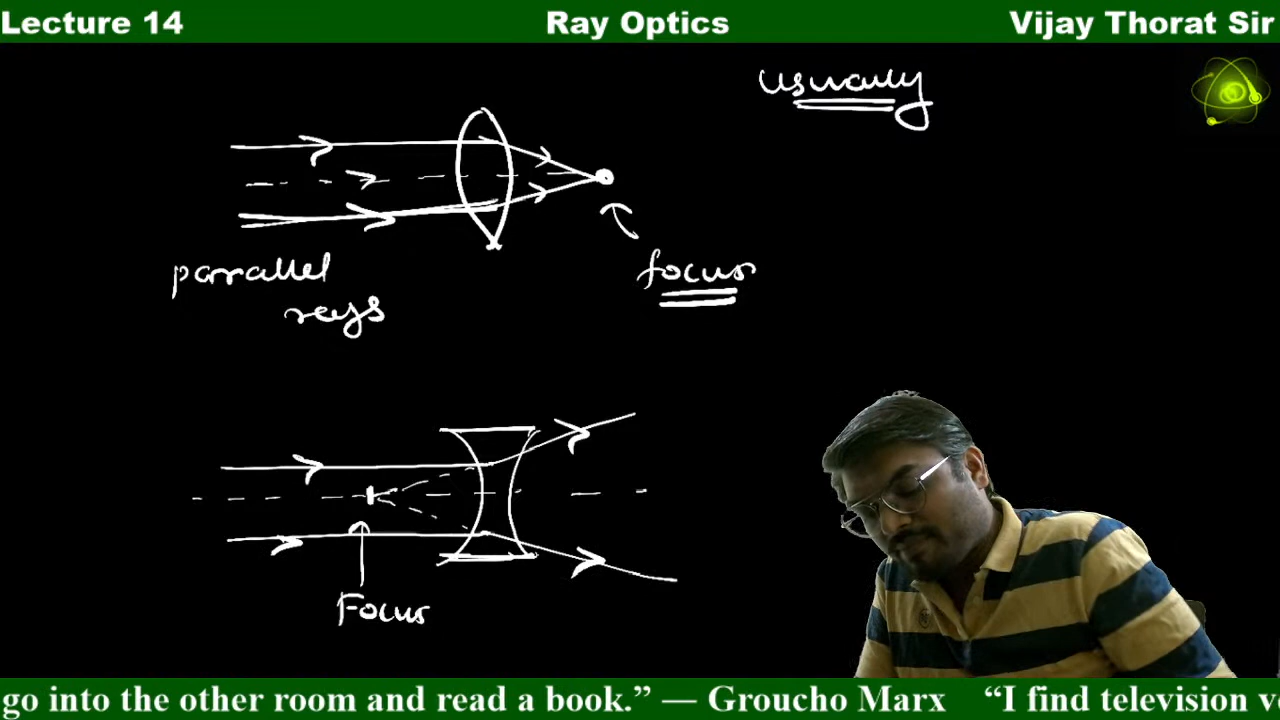 Lecture 14
Ray Optics
Vijay Thorat Sir
usually
focus
parallel
rays
Focus
go into the other room and read a book.” — Groucho Marx “I find television v